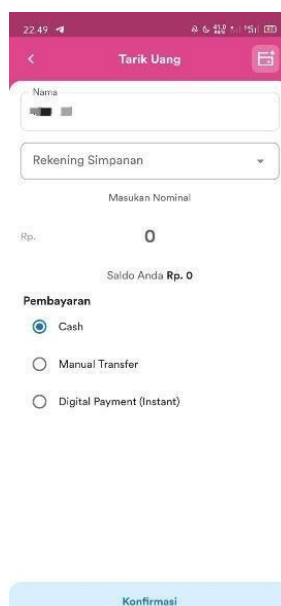 22.49
Tarik Uang
Nama
Rekening Simpanan
Masukan Nominal
Rp. 0
Saldo Anda Rp. 0
Pembayaran
Cash
Manual Transfer
Digital Payment (Instant)
Konfirmasi